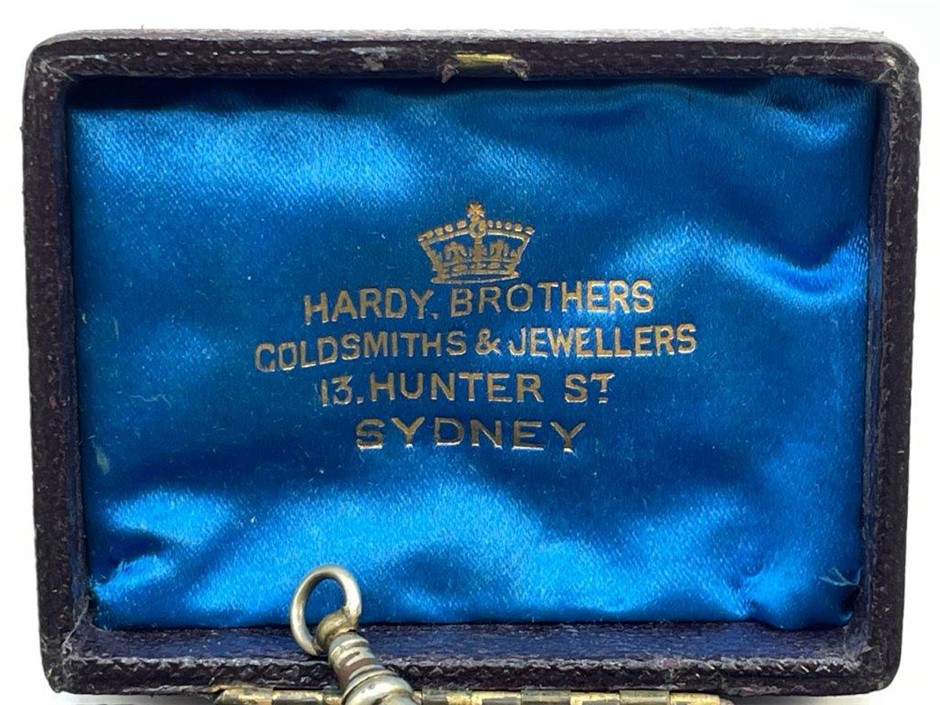 HARDY. BROTHERS
GOLDSMITHS & JEWELLERS
13. HUNTER ST
SYDNEY